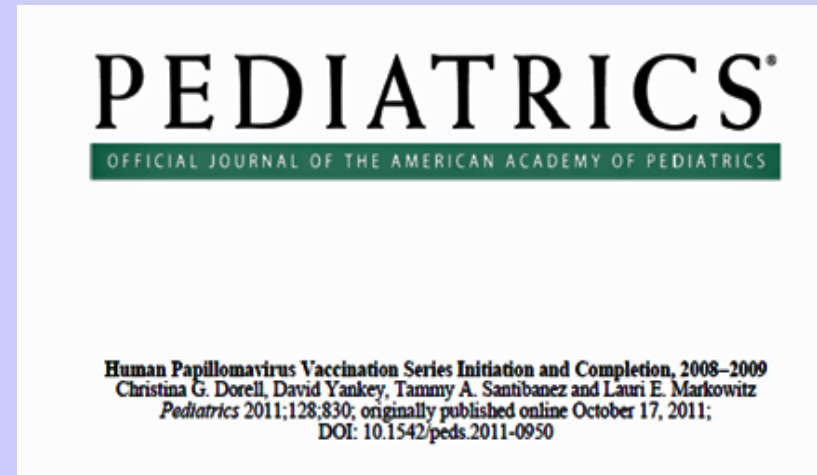 PEDIATRICS®
OFFICIAL JOURNAL OF THE AMERICAN ACADEMY OF PEDIATRICS
Human Papillomavirus Vaccination Series Initiation and Completion, 2008–2009
Christina G. Dorell, David Yankey, Tammy A. Santibanez and Lauri E. Markowitz
Pediatrics 2011;128;830; originally published online October 17, 2011;
DOI: 10.1542/peds.2011-0950